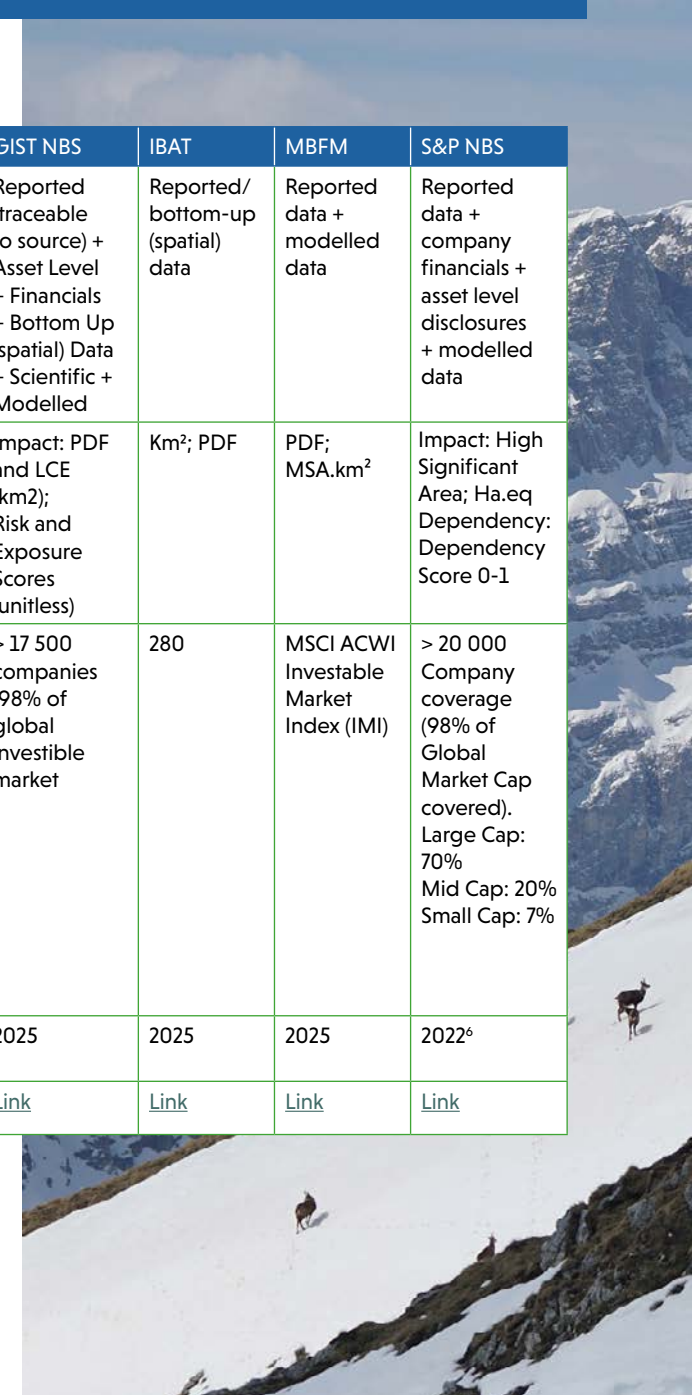 GIST NBS
IBAT
MBFM
S&P NBS
Reported
traceable
o source) +
Asset Level
+ Financials
+ Bottom Up
spatial) Data
+ Scientific +
Modelled
Reported/
bottom-up
(spatial)
data
Reported
data +
modelled
data
Reported
data +
company
financials +
asset level
disclosures
+ modelled
data
Impact: PDF
and LCE
km2);
Risk and
Exposure
Scores
unitless)
Km²; PDF
PDF;
MSA.km²
Impact: High
Significant
Area; Ha.eq
Dependency:
Dependency
Score 0-1
> 17 500
companies
98% of
global
investible
market
280
MSCI ACWI
Investable
Market
Index (IMI)
> 20 000
Company
coverage
(98% of
Global
Market Cap
covered).
Large Cap:
70%
Mid Cap: 20%
Small Cap: 7%
2025
2025
2025
2022⁶
Link
Link
Link
Link